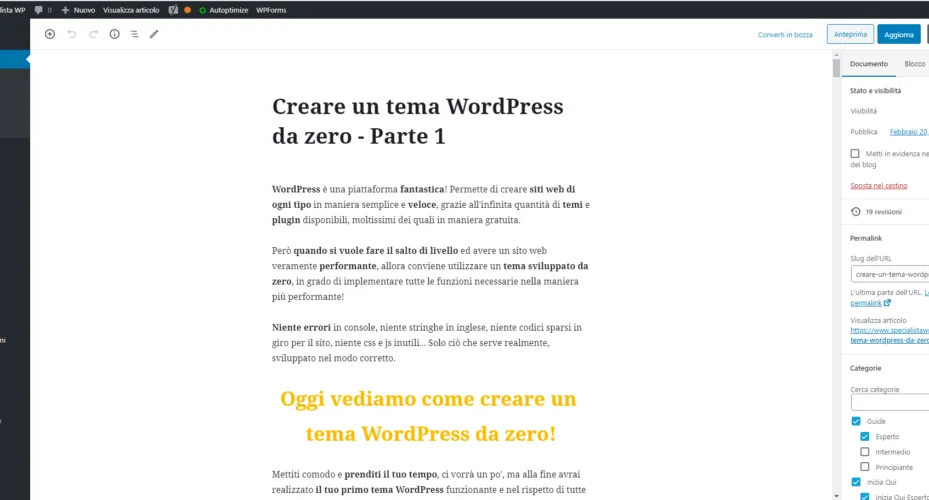 lista WP 0 Nuovo Visualizza articolo Autoptimize WPForms
Converti in bozza Anteprima Aggiorna
Documento Blocco
Creare un tema WordPress
da zero - Parte 1
WordPress è una piattaforma fantastica! Permette di creare siti web di
ogni tipo in maniera semplice e veloce, grazie all'infinita quantità di temi e
plugin disponibili, moltissimi dei quali in maniera gratuita.
Però quando si vuole fare il salto di livello ed avere un sito web
veramente performante, allora conviene utilizzare un tema sviluppato da
zero, in grado di implementare tutte le funzioni necessarie nella maniera
più performante!
Niente errori in console, niente stringhe in inglese, niente codici sparsi in
giro per il sito, niente css e js inutili... Solo ciò che serve realmente,
sviluppato nel modo corretto.
Oggi vediamo come creare un
tema WordPress da zero!
Mettiti comodo e prenditi il tuo tempo, ci vorrà un po', ma alla fine avrai
realizzato il tuo primo tema WordPress funzionante e nel rispetto di tutte
Stato e visibilità
Visibilità
Pubblica Febbraio 20,
Metti in evidenza ne
del blog
Sposta nel cestino
19 revisioni
Permalink
Slug dell'URL
creare-un-tema-wordp
L'ultima parte dell'URL. Le
permalink
Visualizza articolo
https://www.specialistaw
tema-wordpress-da-zero
Categorie
Cerca categorie
Guide
Esperto
Intermedio
Principiante
Inizia Qui
Inizia Qui Esperto
ni